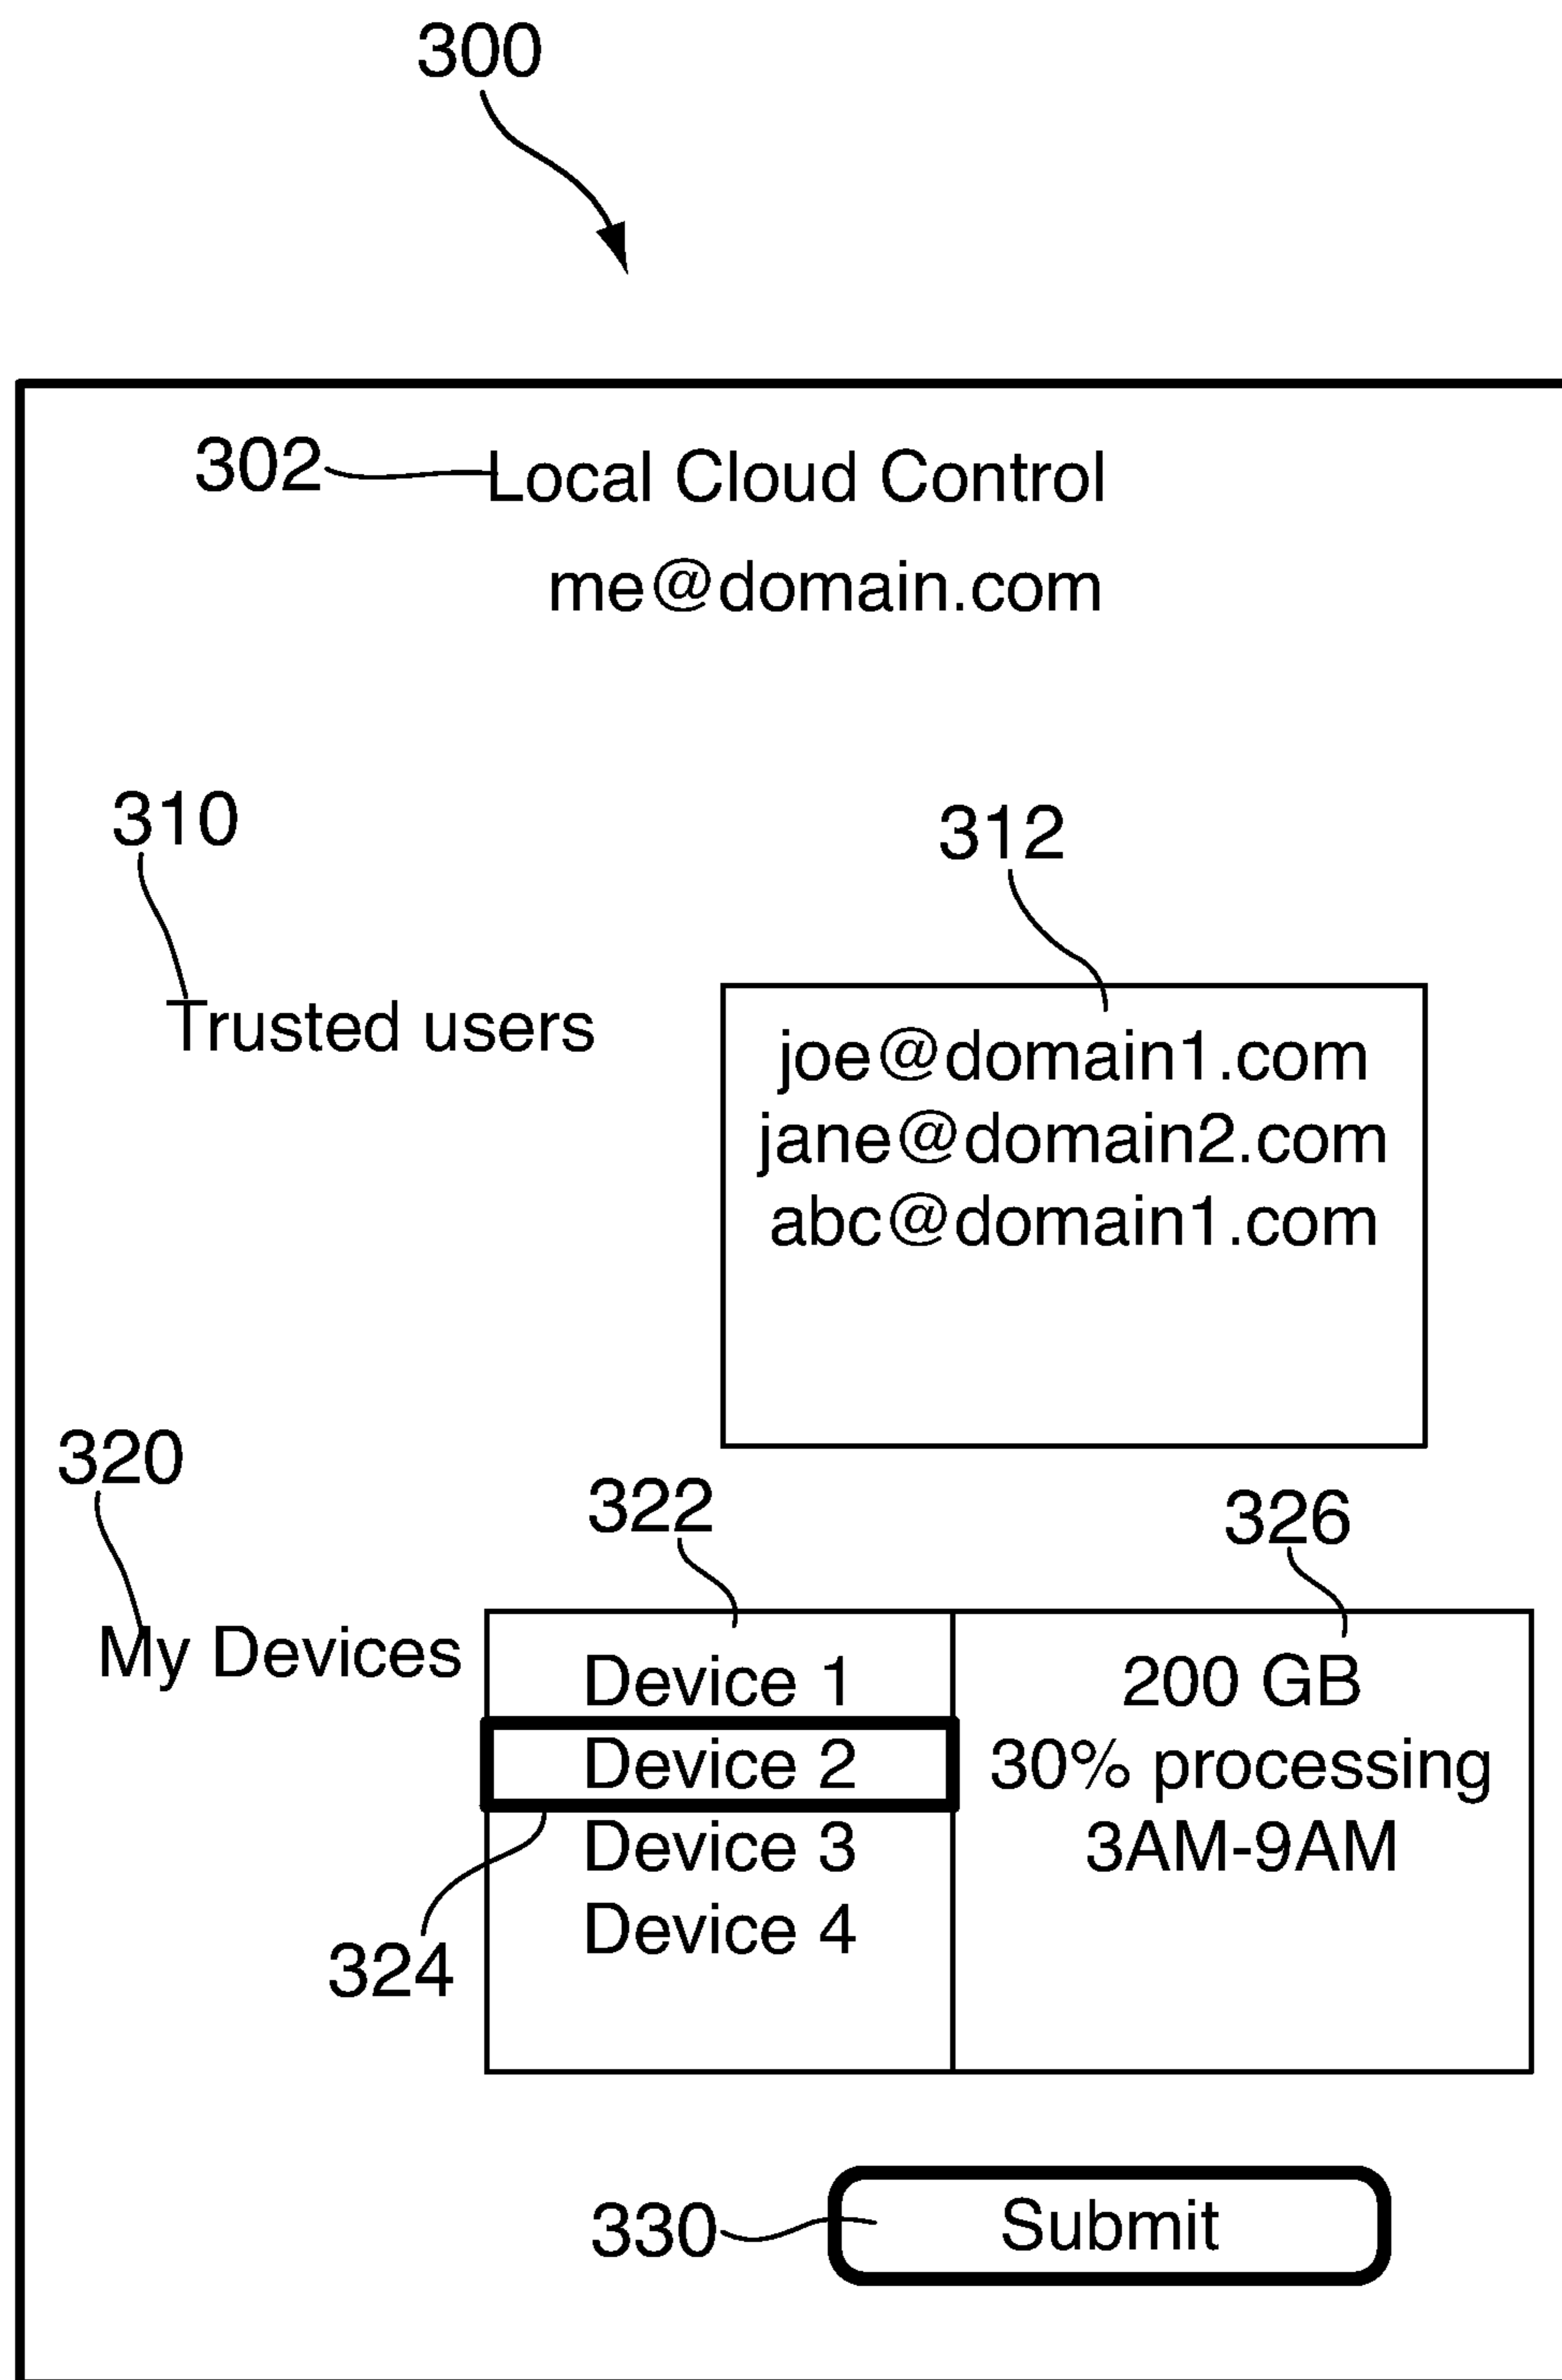 300
302 Local Cloud Control
me@domain.com
310
312
Trusted users
joe@domain1.com
jane@domain2.com
abc@domain1.com
320
322
326
My Devices
Device 1
Device 2
Device 3
Device 4
200 GB
30% processing
3AM-9AM
324
330
Submit